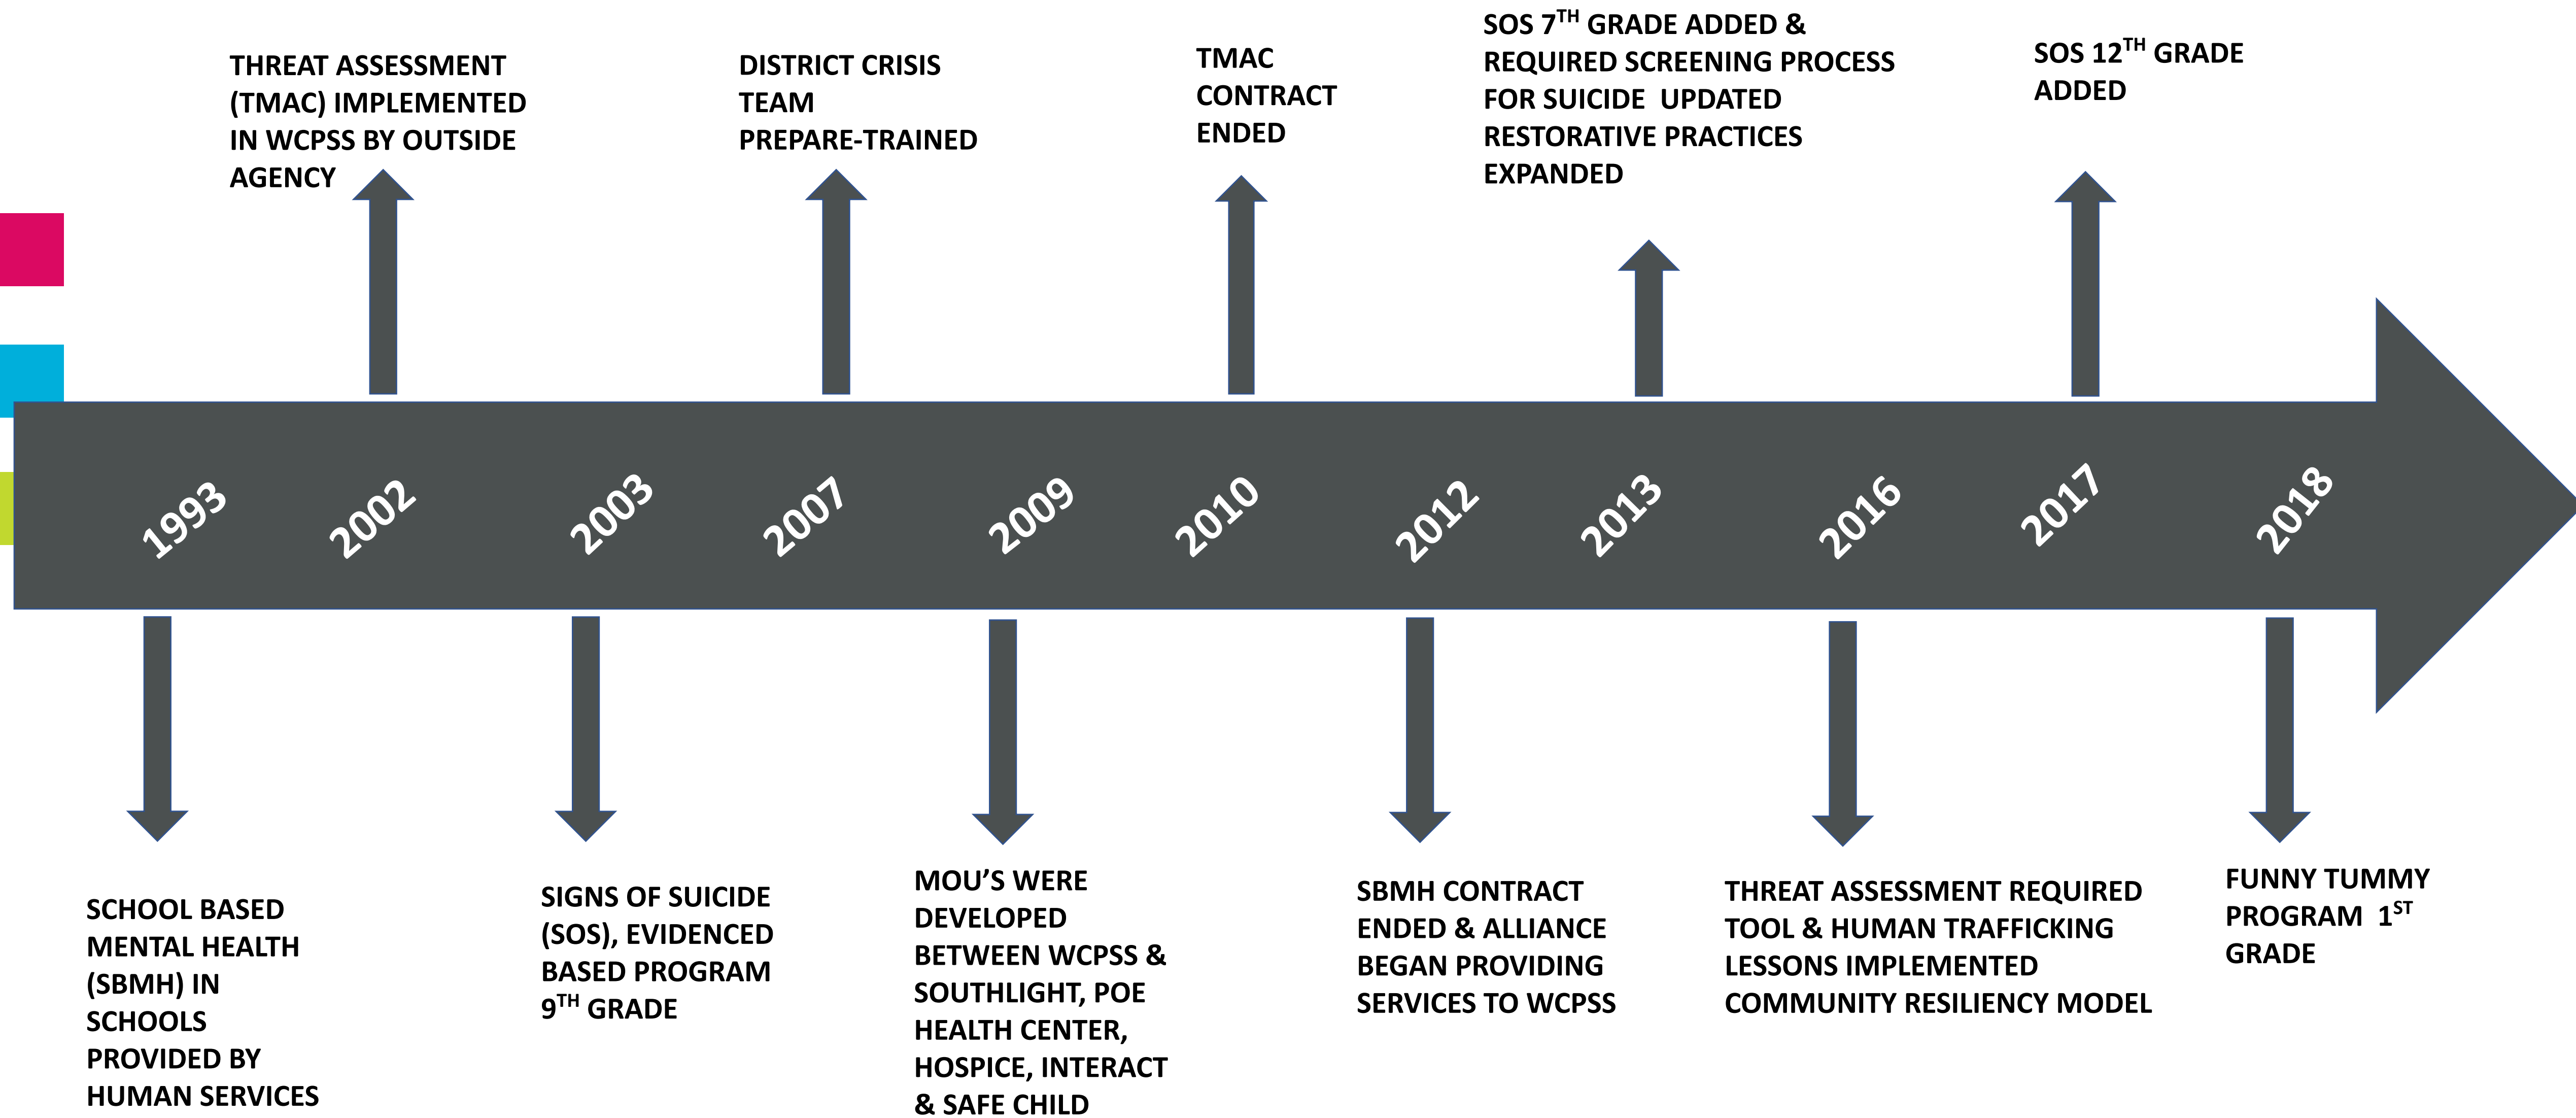 THREAT ASSESSMENT
(TMAC) IMPLEMENTED
IN WCPSS BY OUTSIDE
AGENCY
DISTRICT CRISIS
TEAM
PREPARE-TRAINED
TMAC
CONTRACT
ENDED
SOS 7TH GRADE ADDED &
REQUIRED SCREENING PROCESS
FOR SUICIDE UPDATED
RESTORATIVE PRACTICES
EXPANDED
SOS 12TH GRADE
ADDED
1993
2002
2003
2007
2009
2010
2012
2013
2016
2017
2018
SCHOOL BASED
MENTAL HEALTH
(SBMH) IN
SCHOOLS
PROVIDED BY
HUMAN SERVICES
SIGNS OF SUICIDE
(SOS), EVIDENCED
BASED PROGRAM
9TH GRADE
MOU’S WERE
DEVELOPED
BETWEEN WCPSS &
SOUTHLIGHT, POE
HEALTH CENTER,
HOSPICE, INTERACT
& SAFE CHILD
SBMH CONTRACT
ENDED & ALLIANCE
BEGAN PROVIDING
SERVICES TO WCPSS
THREAT ASSESSMENT REQUIRED
TOOL & HUMAN TRAFFICKING
LESSONS IMPLEMENTED
COMMUNITY RESILIENCY MODEL
FUNNY TUMMY
PROGRAM 1ST
GRADE